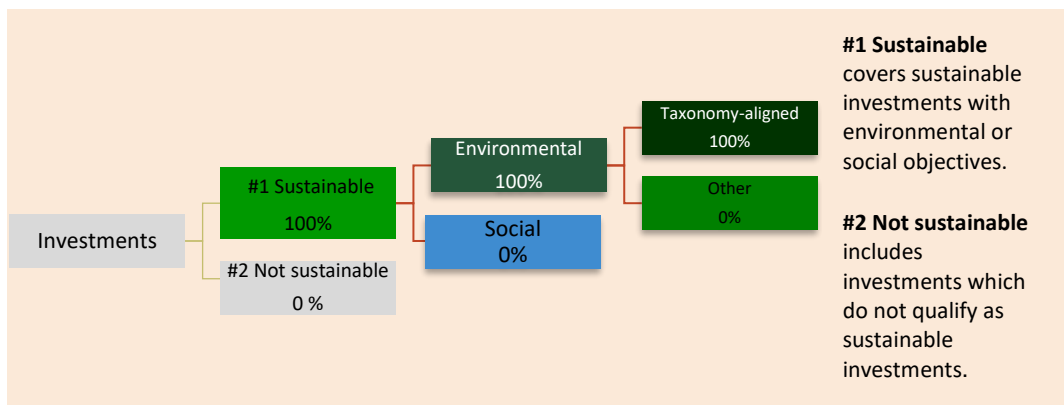 Investments
#1 Sustainable
100%
#2 Not sustainable
0 %
Environmental
100%
Social
0%
Taxonomy-aligned
100%
Other
0%
#1 Sustainable
covers sustainable
investments with
environmental or
social objectives.
#2 Not sustainable
includes
investments which
do not qualify as
sustainable
investments.